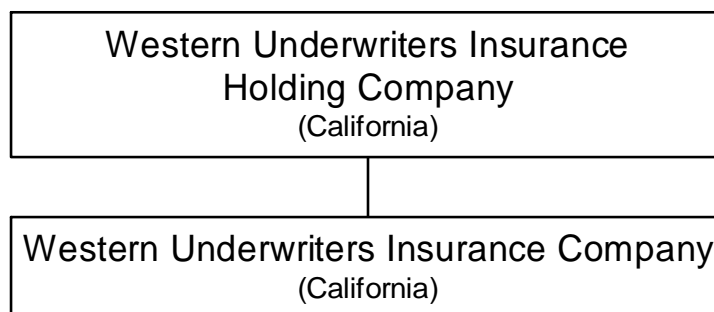 Western Underwriters Insurance
Holding Company
(California)
Western Underwriters Insurance Company
(California)